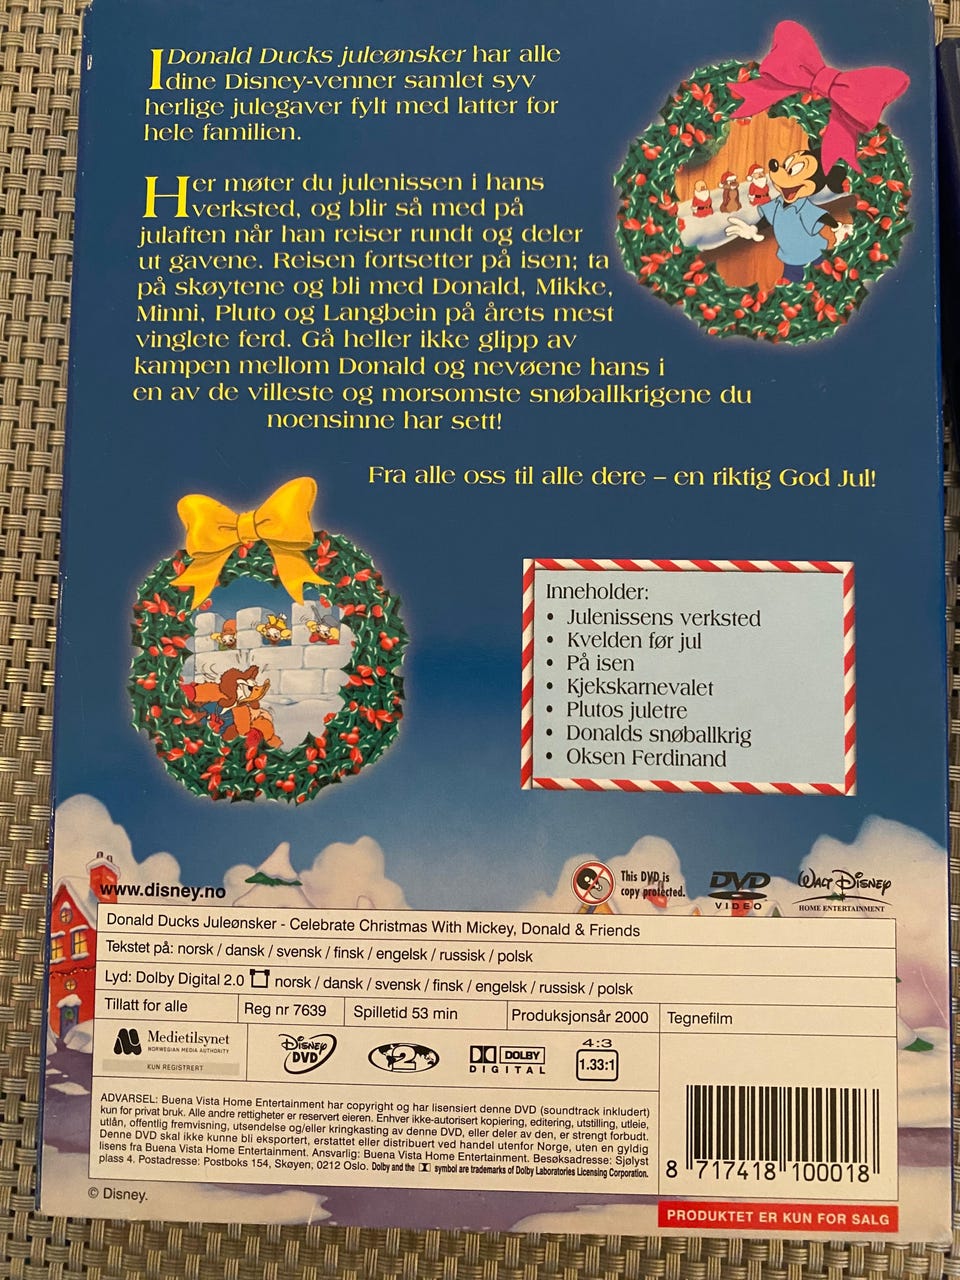 I Donald Ducks juleønsker har alle
dine Disney-venner samlet syv
herlige julegaver fylt med latter for
hele familien.
Her møter du julenissen i hans
verksted, og blir så med på
julaften når han reiser rundt og deler
ut gavene. Reisen fortsetter på isen; ta
på skøytene og bli med Donald, Mikke,
Minni, Pluto og Langbein på årets mest
vinglete ferd. Gå heller ikke glipp av
kampen mellom Donald og nevøene hans i
en av de villeste og morsomste snøballkrigene du
noensinne har sett!
Fra alle oss til alle dere – en riktig God Jul!
Inneholder:
• Julenissens verksted
• Kvelden før jul
• På isen
• Kjekskarnevalet
• Plutos juletre
• Donalds snøballkrig
• Oksen Ferdinand
www.disney.no
This DVD is
copy protected.
DVD
VIDEO
WALT DISNEY
HOME ENTERTAINMENT
Donald Ducks Juleønsker - Celebrate Christmas With Mickey, Donald & Friends
Tekstet på: norsk / dansk / svensk / finsk / engelsk / russisk / polsk
Lyd: Dolby Digital 2.0 norsk / dansk / svensk / finsk / engelsk / russisk / polsk
Tillatt for alle
Reg nr 7639
Spilletid 53 min
Produksjonsår 2000
Tegnefilm
Medietilsynet
NORWEGIAN MEDIA AUTHORITY
KUN REGISTRERT
DISNEY
DVD
2
DOLBY
DIGITAL
4:3
1.33:1
ADVARSEL: Buena Vista Home Entertainment har copyright og har lisensiert denne DVD (soundtrack inkludert)
kun for privat bruk. Alle andre rettigheter er reservert eieren. Enhver ikke-autorisert kopiering, editering, utstilling, utleie,
utlån, offentlig fremvisning, utsendelse og/eller kringkasting av denne DVD, eller deler av den, er strengt forbudt.
Denne DVD skal ikke kunne bli eksportert, erstattet eller distribuert ved handel utenfor Norge, uten en gyldig
lisens fra Buena Vista Home Entertainment. Ansvarlig: Buena Vista Home Entertainment. Besøksadresse: Sjølyst
plass 4. Postadresse: Postboks 154, Skøyen, 0212 Oslo. Dolby and the symbol are trademarks of Dolby Laboratories Licensing Corporation.
8 717418 100018
© Disney.
PRODUKTET ER KUN FOR SALG